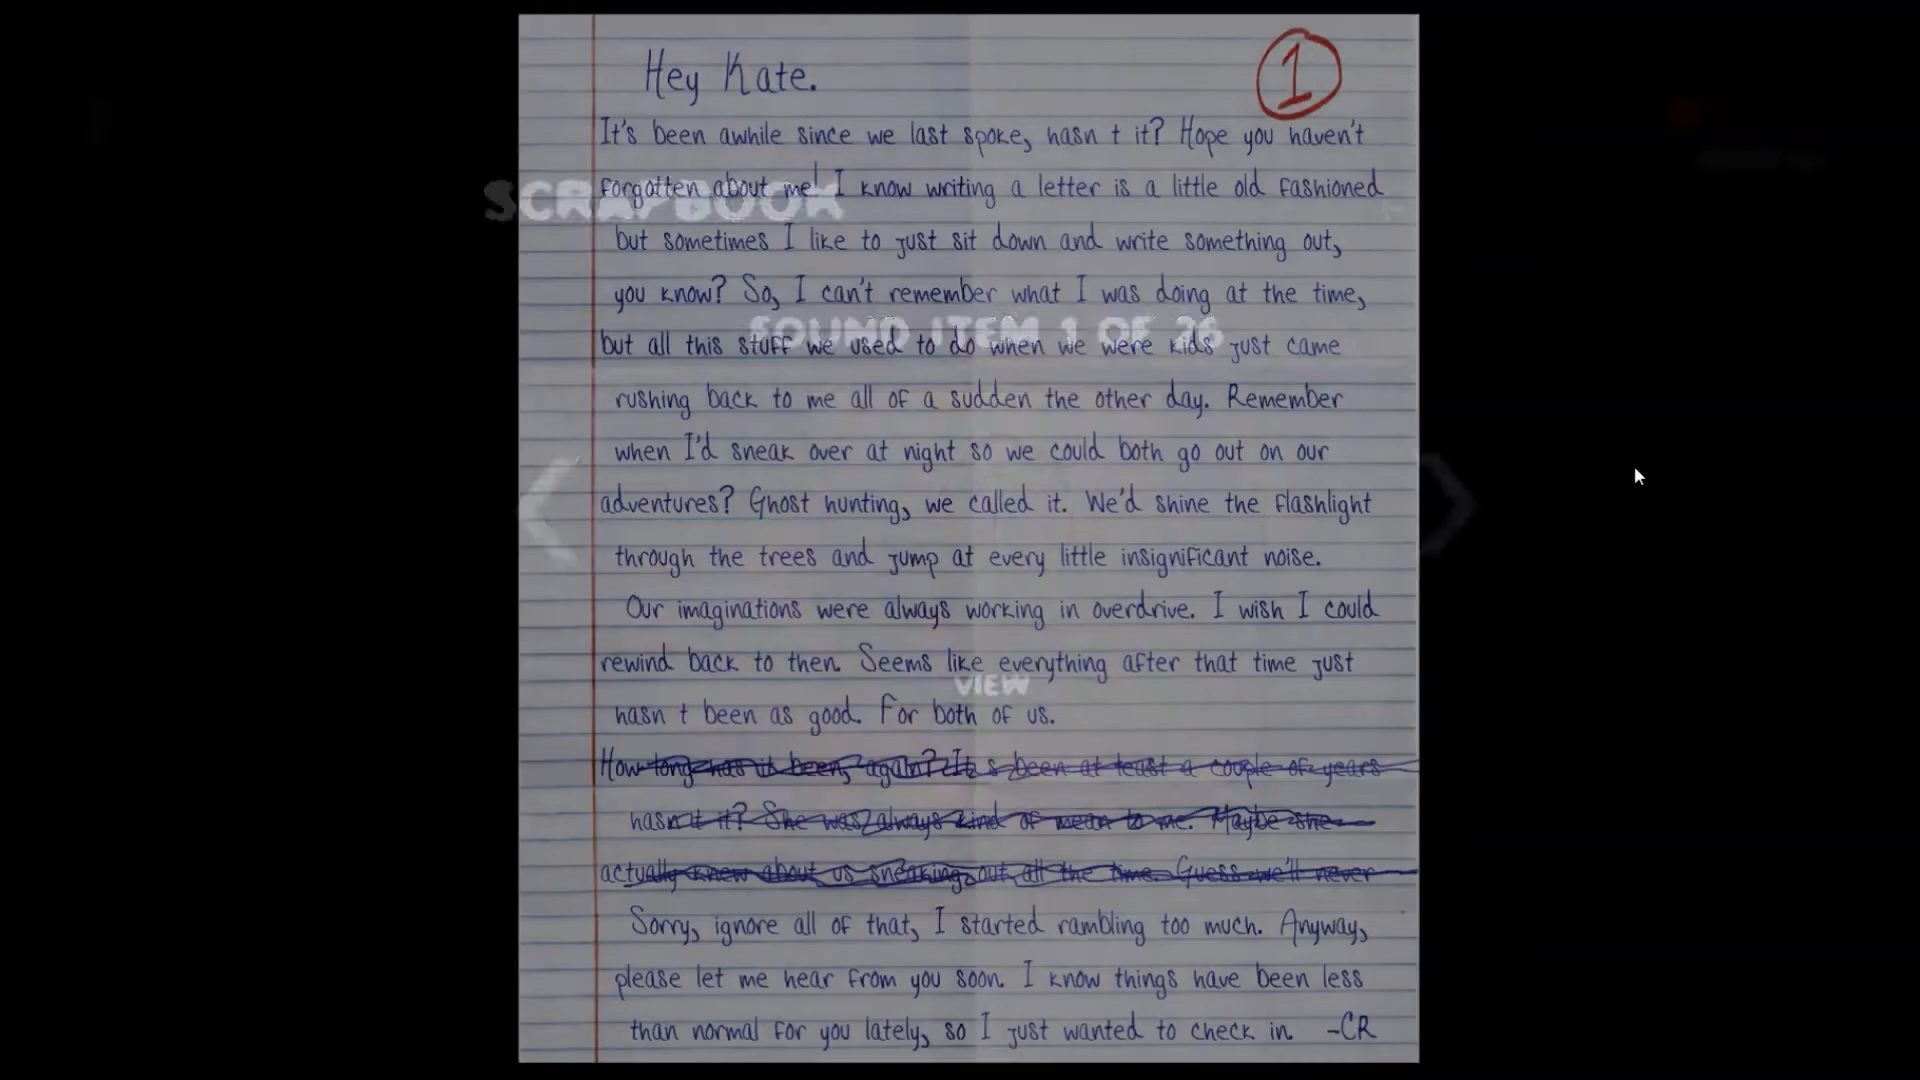 Hey Kate.
1
It's been awhile since we last spoke, hasn t it? Hope you haven't
forgotten about me! I know writing a letter is a little old fashioned
SCRAPBOOK
but sometimes I like to just sit down and write something out,
you know? So, I can't remember what I was doing at the time,
FOUND ITEM 1 OF 26
but all this stuff we used to do when we were kids just came
rushing back to me all of a sudden the other day. Remember
when I'd sneak over at night so we could both go out on our
adventures? Ghost hunting, we called it. We'd shine the flashlight
through the trees and jump at every little insignificant noise.
Our imaginations were always working in overdrive. I wish I could
rewind back to then. Seems like everything after that time just
VIEW
hasn t been as good. For both of us.
How long has it been, again? It s been at least a couple of years
hasn t it? She was always kind of mean to me. Maybe she
actually knew about us sneaking out all the time. Guess we'll never
Sorry, ignore all of that, I started rambling too much. Anyway,
please let me hear from you soon. I know things have been less
than normal for you lately, so I just wanted to check in. -CR